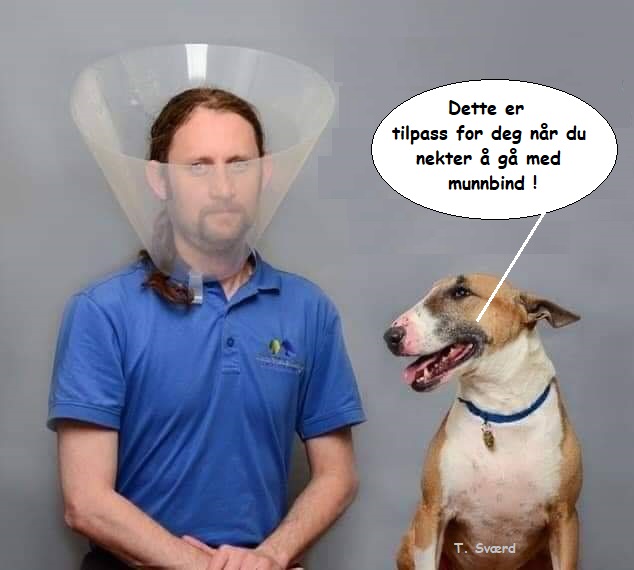 Dette er
tilpass for deg når du
nekter å gå med
munnbind !
T. Sværd